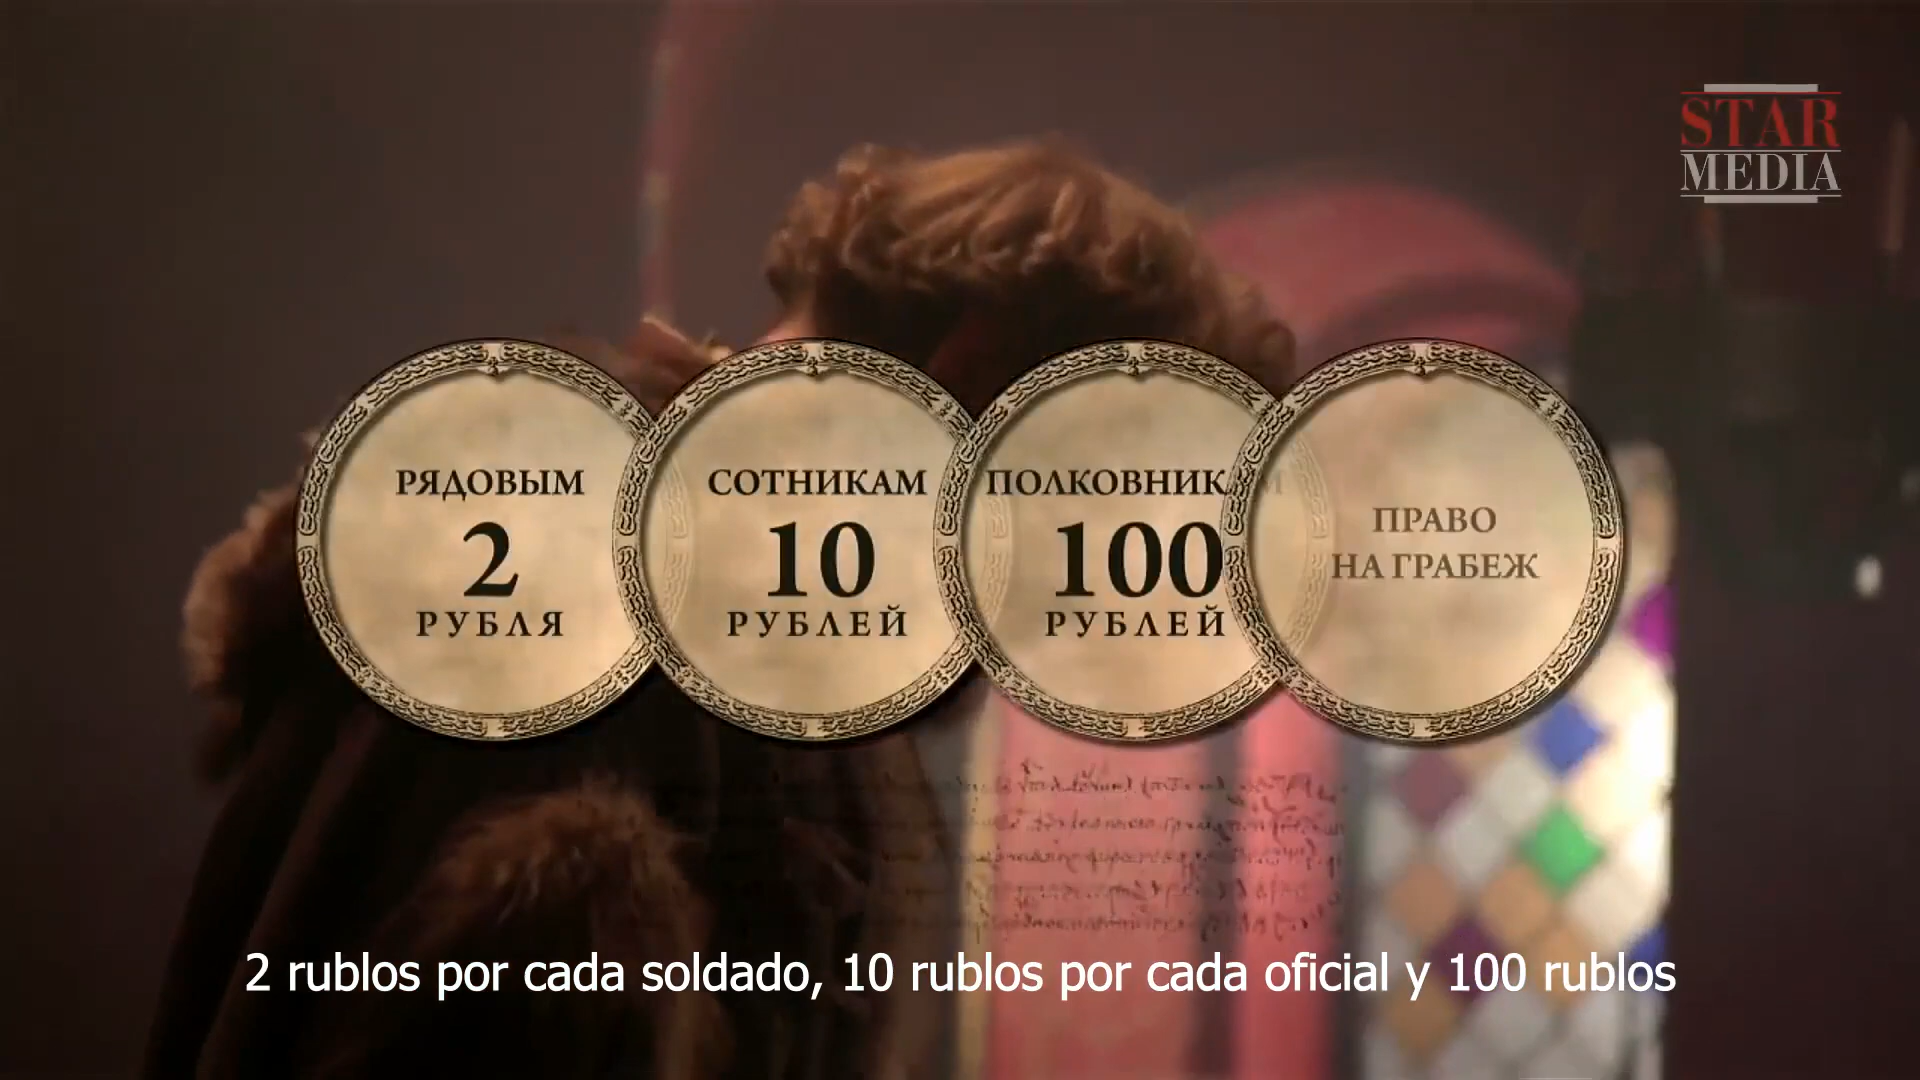 STAR
MEDIA
РЯДОВЫМ
2
РУБЛЯ
СОТНИКАМ
10
РУБЛЕЙ
ПОЛКОВНИК
100
РУБЛЕЙ
ПРАВО
НА ГРАБЕЖ
2 rublos por cada soldado, 10 rublos por cada oficial y 100 rublos